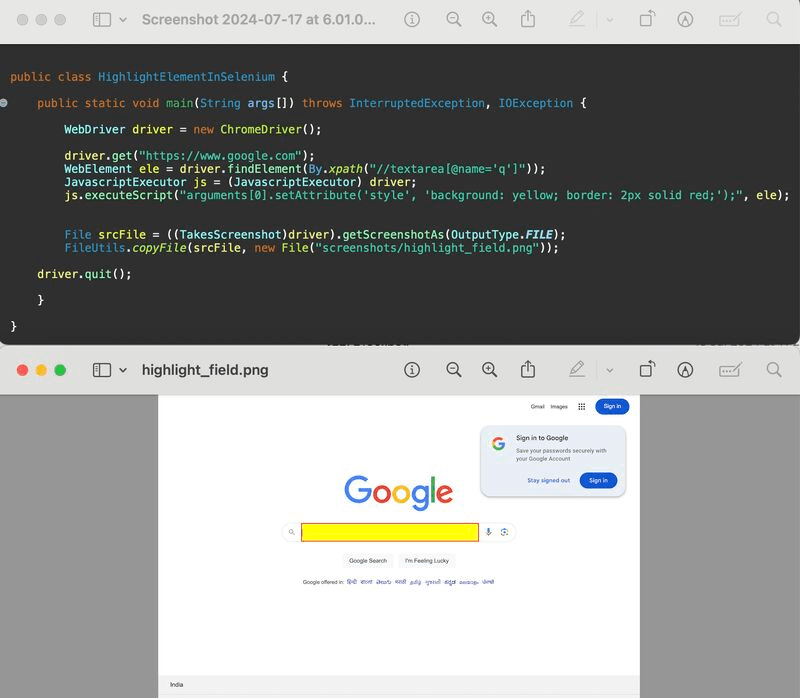 Screenshot 2024-07-17 at 6.01.0...
public class HighlightElementInSelenium {
public static void main(String args[]) throws InterruptedException, IOException {
WebDriver driver = new ChromeDriver();
driver.get("https://www.google.com");
WebElement ele = driver.findElement(By.xpath("//textarea[@name='q']"));
JavascriptExecutor js = (JavascriptExecutor) driver;
js.executeScript("arguments[0].setAttribute('style', 'background: yellow; border: 2px solid red;');", ele);
File srcFile = ((TakesScreenshot)driver).getScreenshotAs(OutputType.FILE);
FileUtils.copyFile(srcFile, new File("screenshots/highlight_field.png"));
driver.quit();
}
}
highlight_field.png
Gmail Images Sign in
Sign in to Google
Save your passwords securely with
your Google Account
Stay signed out Sign in
Google
Google Search I'm Feeling Lucky
Google offered in: हिन्दी বাংলা తెలుగు मराठी தமிழ் ગુજરાતી ಕನ್ನಡ മലയാളം ਪੰਜਾਬੀ
India